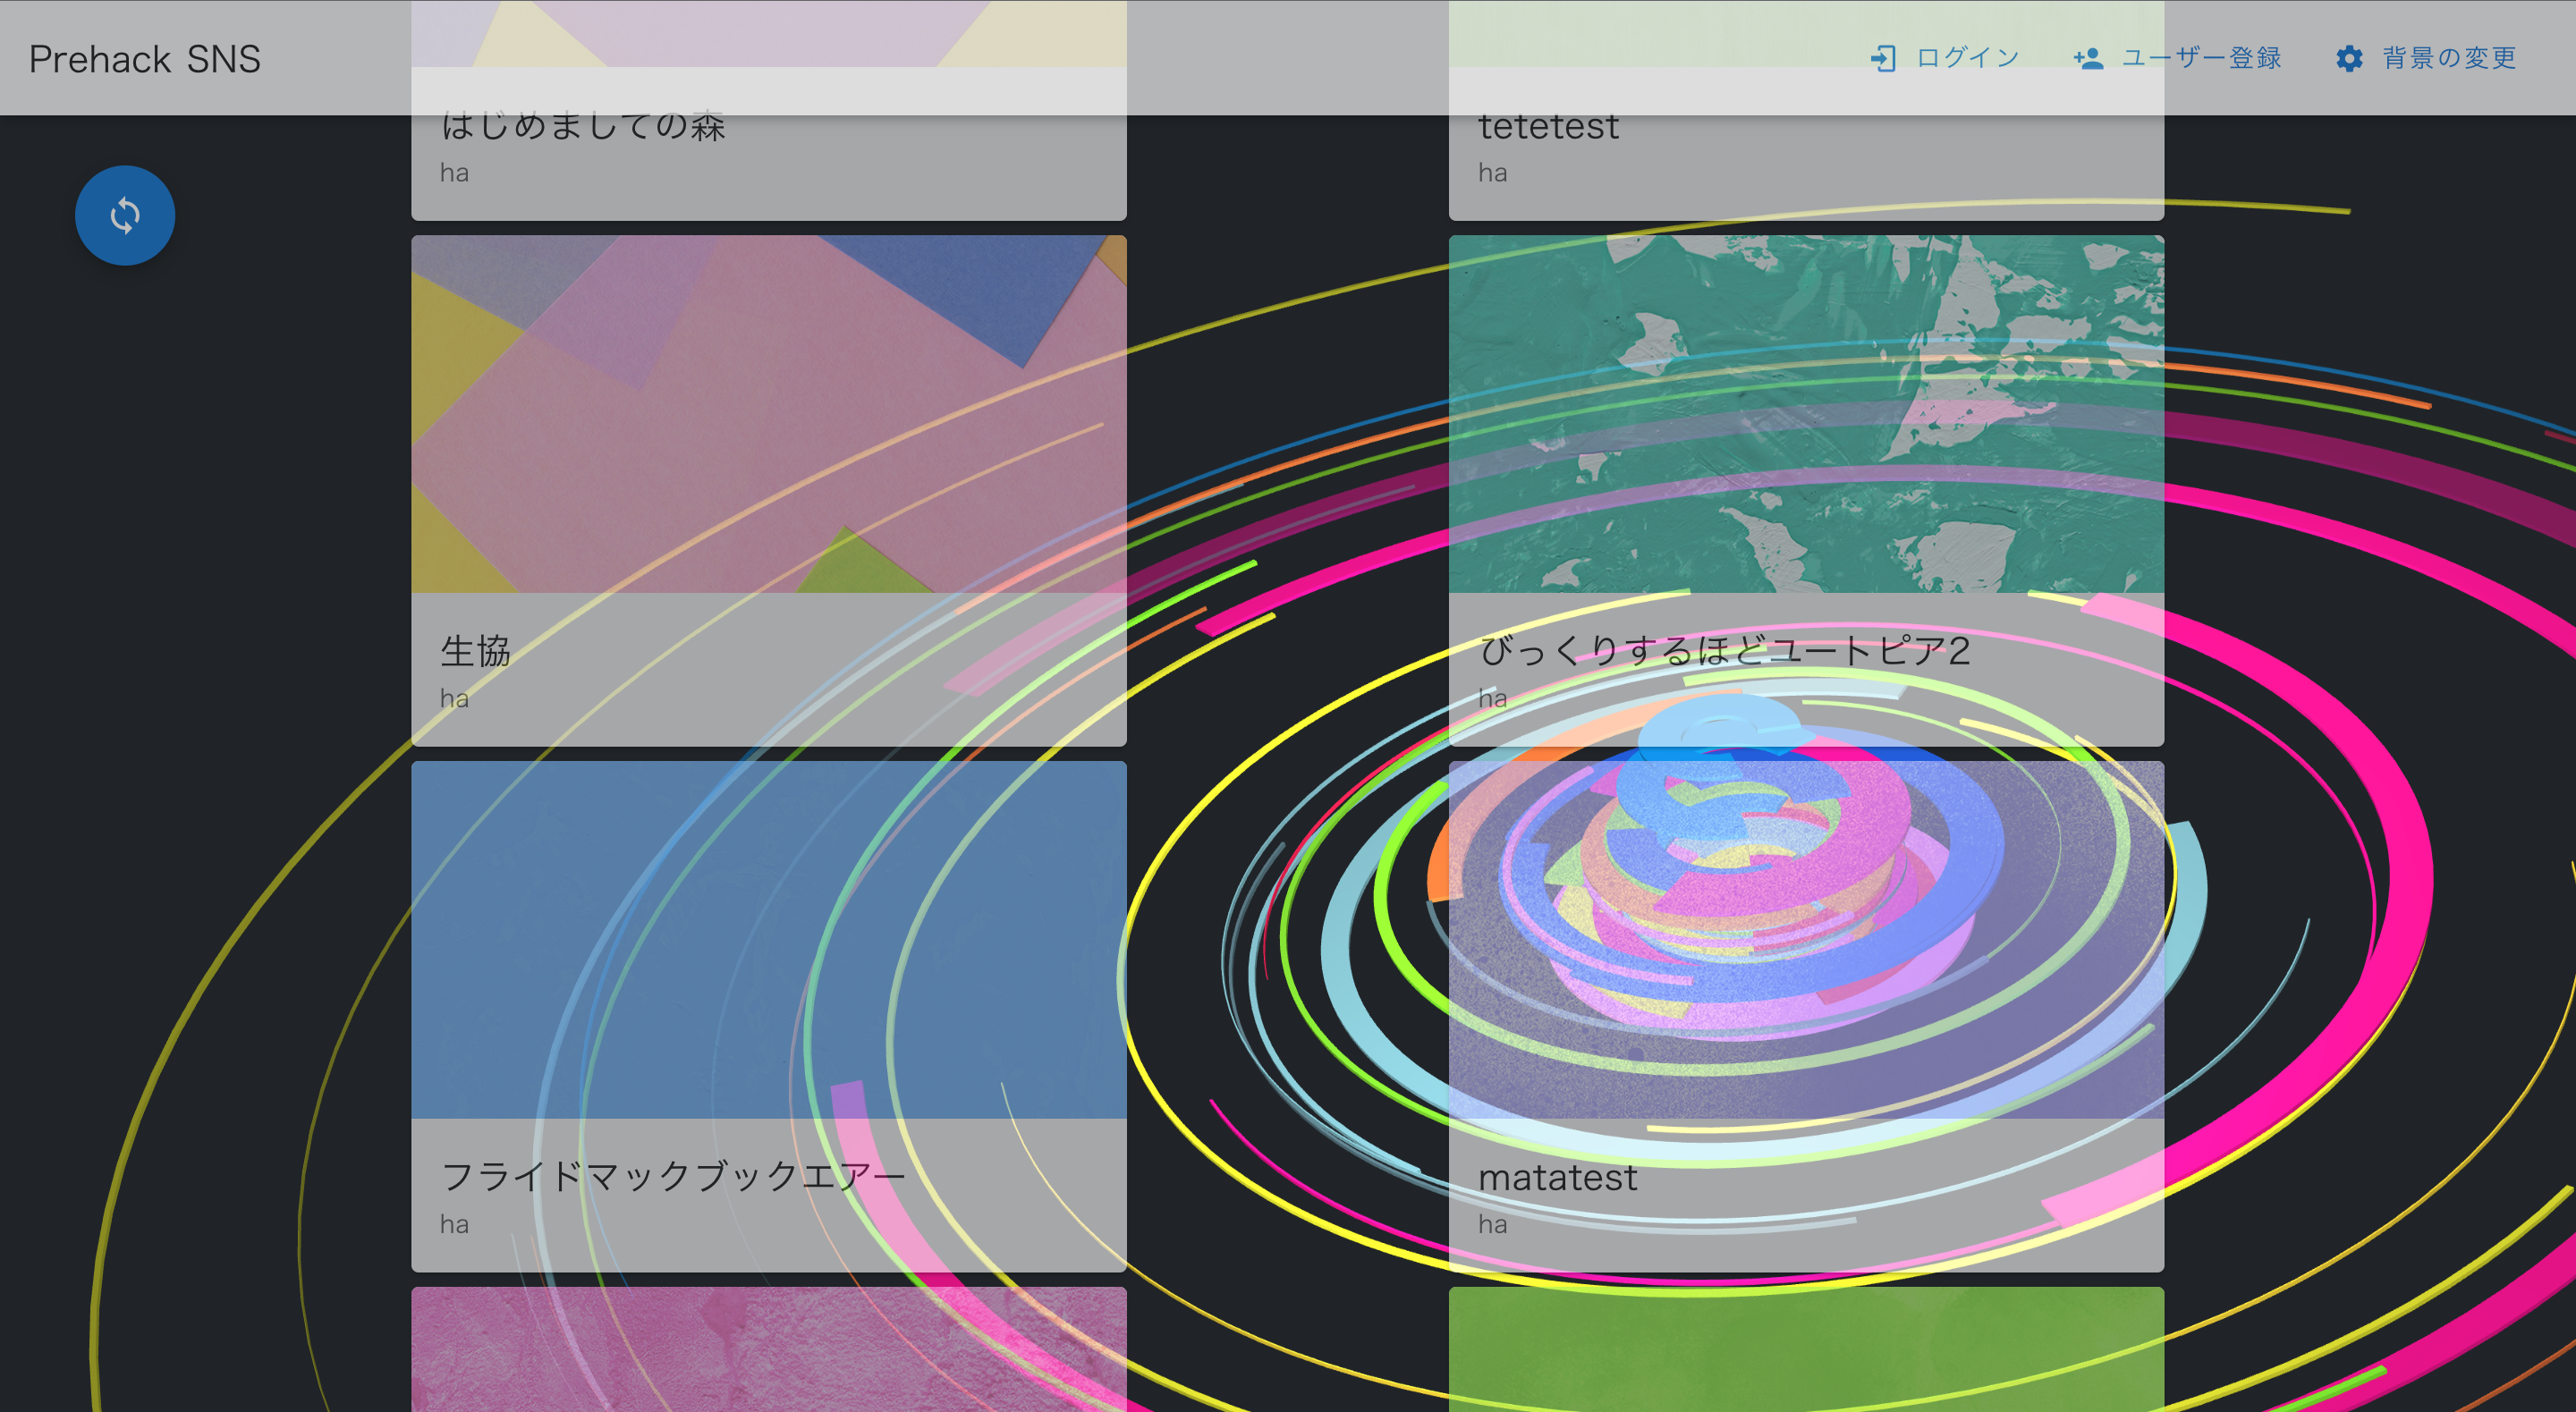 Prehack SNS
ログイン
ユーザー登録
背景の変更
はじめましての森
ha
tetetest
ha
生協
ha
びっくりするほどユートピア2
ha
フライドマックブックエアー
ha
matatest
ha